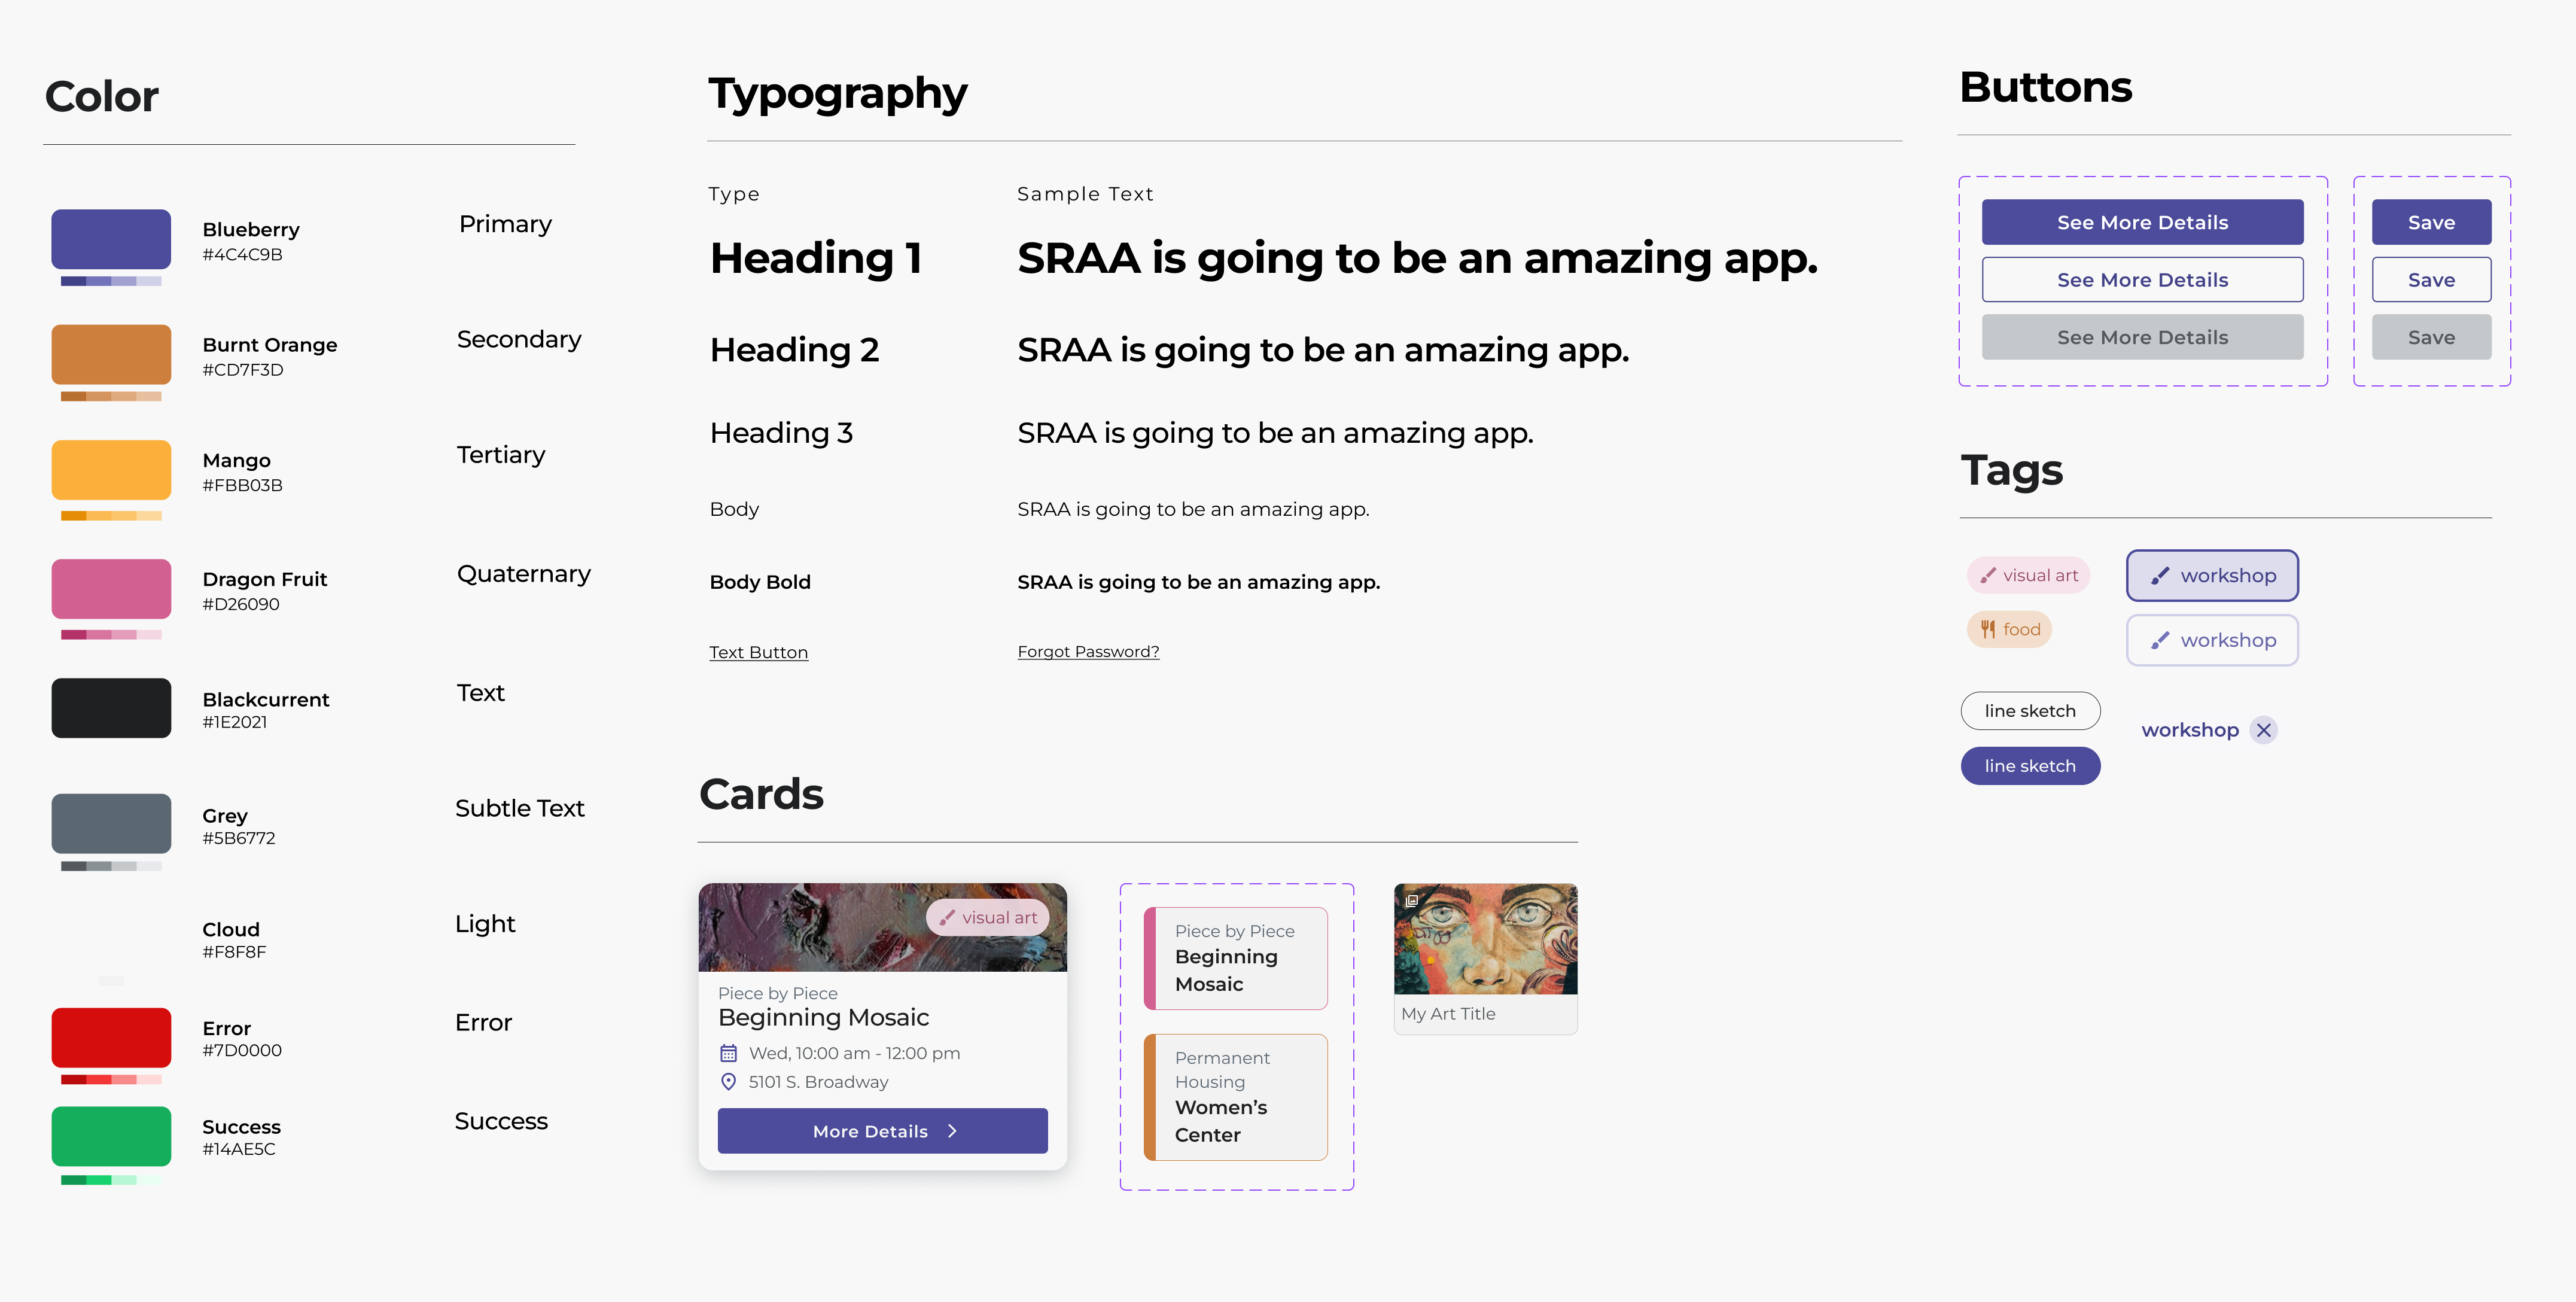 Color
Blueberry
#4C4C9B
Primary
Burnt Orange
#CD7F3D
Secondary
Mango
#FBB03B
Tertiary
Dragon Fruit
#D26090
Quaternary
Blackcurrent
#1E2021
Text
Grey
#5B6772
Subtle Text
Cloud
#F8F8F
Light
Error
#7D0000
Error
Success
#14AE5C
Success
Typography
Type
Sample Text
Heading 1
SRAA is going to be an amazing app.
Heading 2
SRAA is going to be an amazing app.
Heading 3
SRAA is going to be an amazing app.
Body
SRAA is going to be an amazing app.
Body Bold
SRAA is going to be an amazing app.
Text Button
Forgot Password?
Cards
visual art
Piece by Piece
Beginning Mosaic
Wed, 10:00 am - 12:00 pm
5101 S. Broadway
More Details
Piece by Piece
Beginning
Mosaic
Permanent
Housing
Women’s
Center
My Art Title
Buttons
See More Details
See More Details
See More Details
Save
Save
Save
Tags
visual art
food
workshop
workshop
line sketch
line sketch
workshop